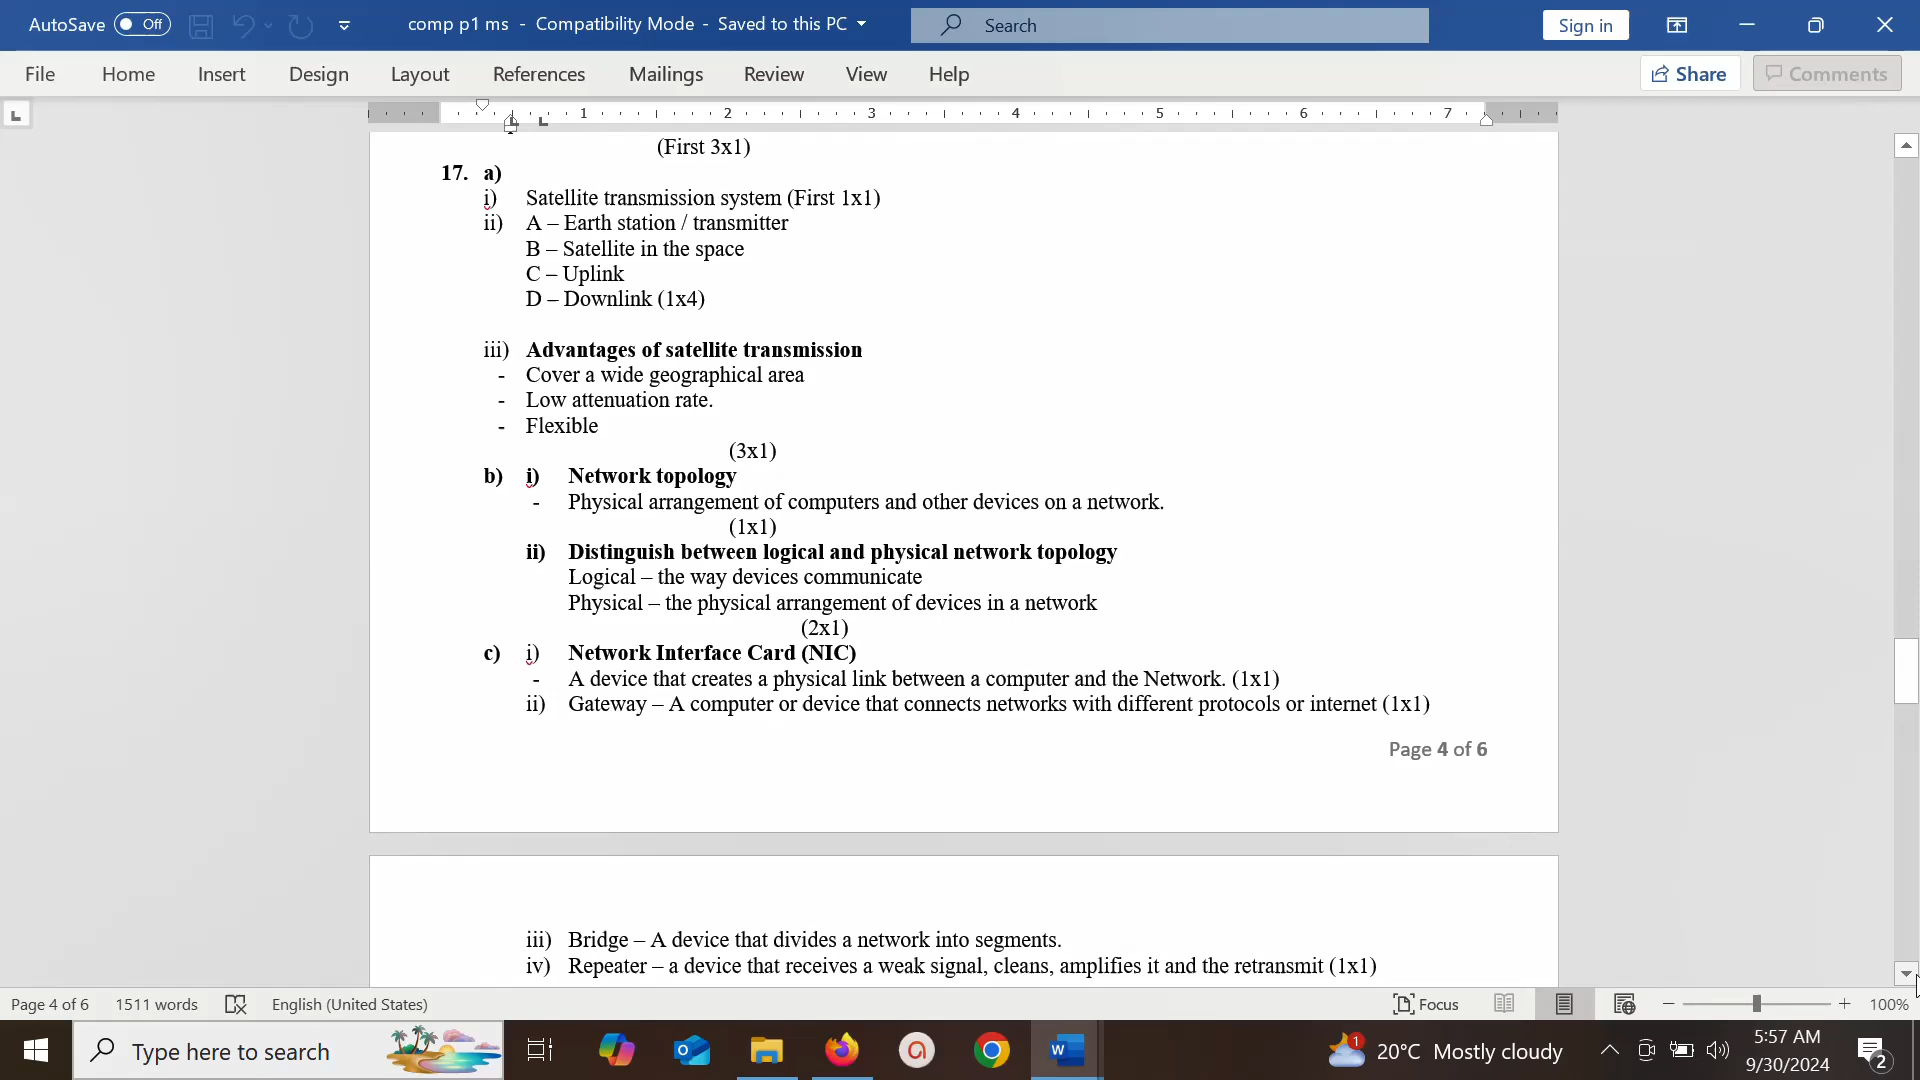 AutoSave Off comp p1 ms - Compatibility Mode - Saved to this PC Search Sign in
File Home Insert Design Layout References Mailings Review View Help Share Comments
1 2 3 4 5 6 7
(First 3x1)
17. a)
i) Satellite transmission system (First 1x1)
ii) A – Earth station / transmitter
B – Satellite in the space
C – Uplink
D – Downlink (1x4)
iii) Advantages of satellite transmission
- Cover a wide geographical area
- Low attenuation rate.
- Flexible
(3x1)
b) i) Network topology
- Physical arrangement of computers and other devices on a network.
(1x1)
ii) Distinguish between logical and physical network topology
Logical – the way devices communicate
Physical – the physical arrangement of devices in a network
(2x1)
c) i) Network Interface Card (NIC)
- A device that creates a physical link between a computer and the Network. (1x1)
ii) Gateway – A computer or device that connects networks with different protocols or internet (1x1)
Page 4 of 6
iii) Bridge – A device that divides a network into segments.
iv) Repeater – a device that receives a weak signal, cleans, amplifies it and the retransmit (1x1)
Page 4 of 6 1511 words English (United States) Focus 100%
Type here to search 1 20°C Mostly cloudy 5:57 AM
9/30/2024 2